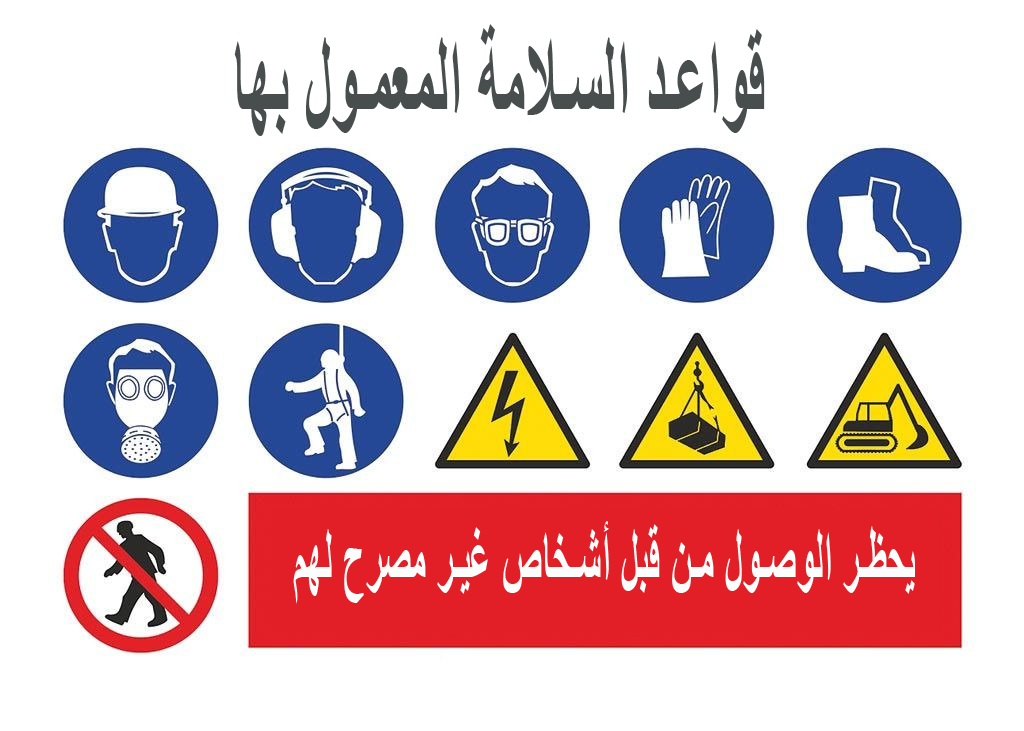 قواعد السلامة المعمول بها
يحظر الوصول من قبل أشخاص غير مصرح لهم